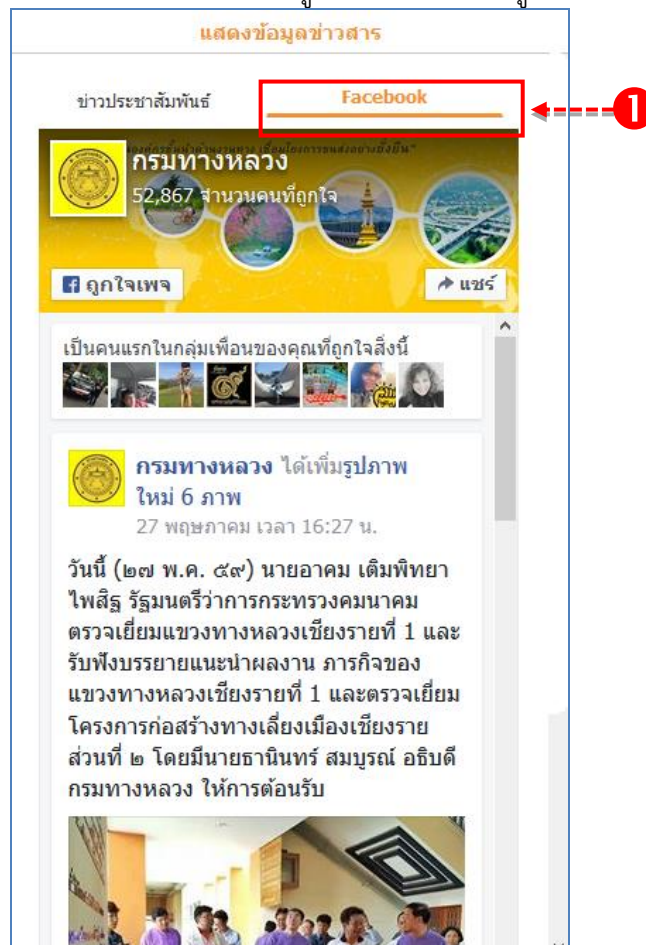 แสดงข้อมูลข่าวสาร
ข่าวประชาสัมพันธ์
Facebook
1
กรมทางหลวง
52,867 จำนวนคนที่ถูกใจ
ถูกใจเพจ
แชร์
เป็นคนแรกในกลุ่มเพื่อนของคุณที่ถูกใจสิ่งนี้
กรมทางหลวง ได้เพิ่มรูปภาพ
ใหม่ 6 ภาพ
27 พฤษภาคม เวลา 16:27 น.
วันนี้ (๒๗ พ.ค. ๕๙) นายอาคม เติมพิทยา
ไพสิฐ รัฐมนตรีว่าการกระทรวงคมนาคม
ตรวจเยี่ยมแขวงทางหลวงเชียงรายที่ 1 และ
รับฟังบรรยายแนะนำผลงาน ภารกิจของ
แขวงทางหลวงเชียงรายที่ 1 และตรวจเยี่ยม
โครงการก่อสร้างทางเลี่ยงเมืองเชียงราย
ส่วนที่ ๒ โดยมีนายธานินทร์ สมบูรณ์ อธิบดี
กรมทางหลวง ให้การต้อนรับ